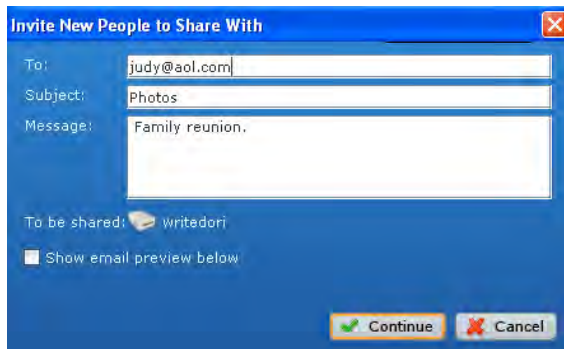 Invite New People to Share With
To: judy@aol.com
Subject: Photos
Message: Family reunion.
To be shared: writedori
Show email preview below
Continue Cancel